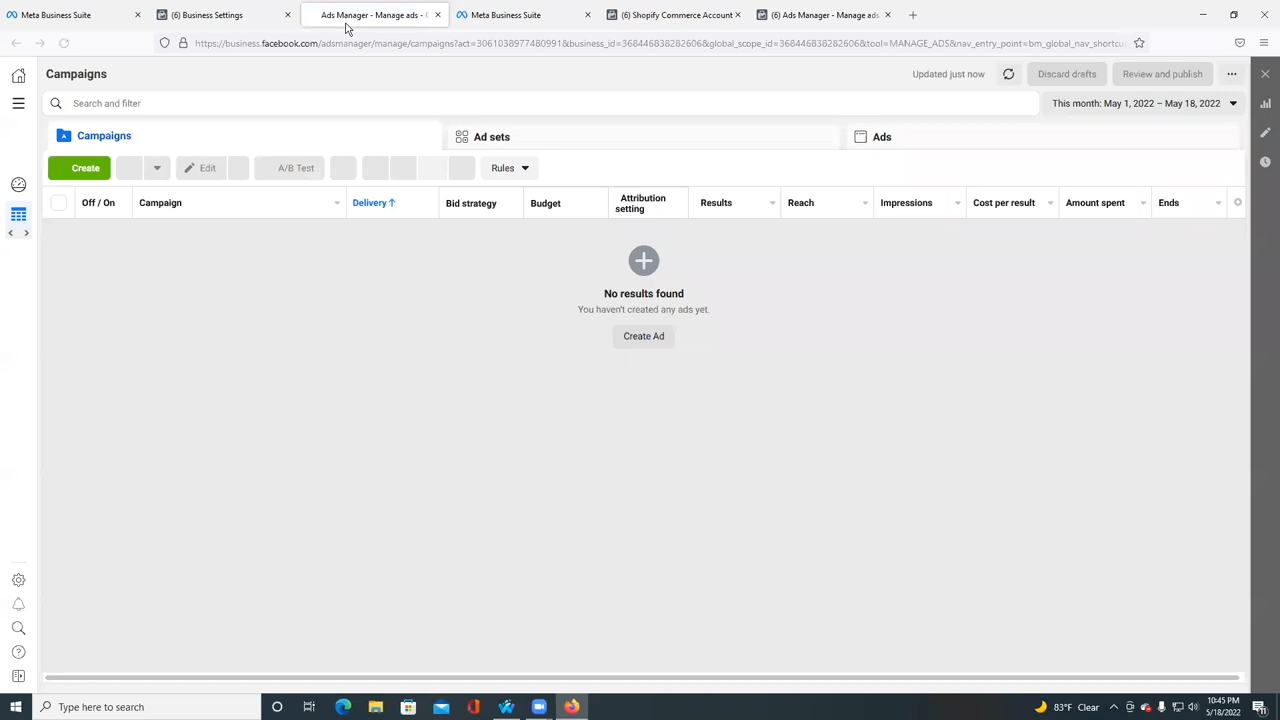 Meta Business Suite
(6) Business Settings
Ads Manager - Manage ads - C
Meta Business Suite
(6) Shopify Commerce Account
(6) Ads Manager - Manage ads
https://business.facebook.com/adsmanager/manage/campaigns?act=306103897748099&business_id=368446838282606&global_scope_id=368446838282606&tool=MANAGE_ADS&nav_entry_point=bm_global_nav_shortcu
Campaigns
Updated just now
Discard drafts
Review and publish
Search and filter
This month: May 1, 2022 – May 18, 2022
Campaigns
Ad sets
Ads
Create
Edit
A/B Test
Rules
Off / On
Campaign
Delivery ↑
Bid strategy
Budget
Attribution
setting
Results
Reach
Impressions
Cost per result
Amount spent
Ends
No results found
You haven't created any ads yet.
Create Ad
Type here to search
83°F Clear
10:45 PM
5/18/2022